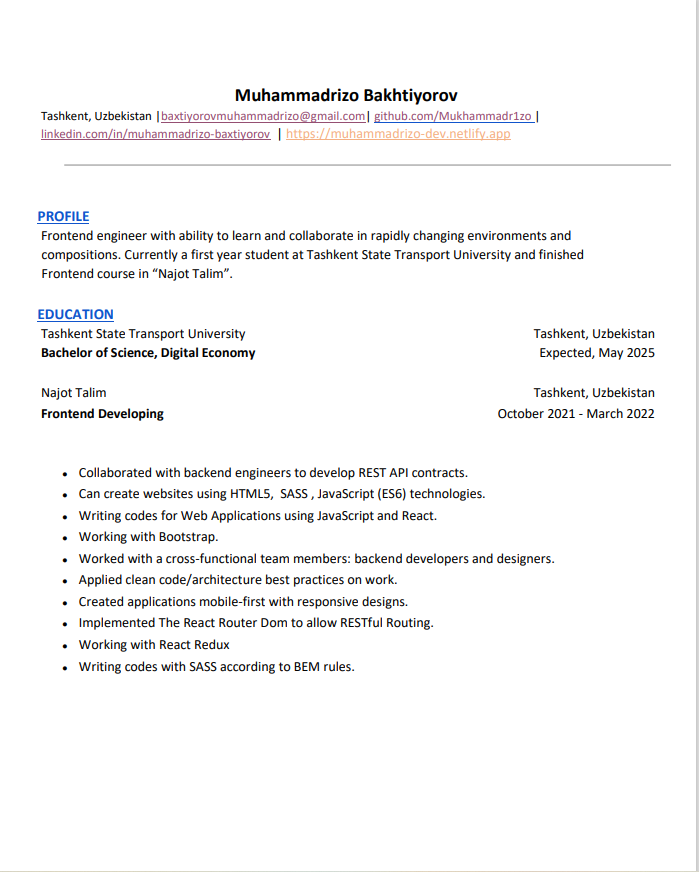 Muhammadrizo Bakhtiyorov
Tashkent, Uzbekistan |baxtiyorovmuhammadrizo@gmail.com| github.com/Mukhammadr1zo |
linkedin.com/in/muhammadrizo-baxtiyorov | https://muhammadrizo-dev.netlify.app
PROFILE
Frontend engineer with ability to learn and collaborate in rapidly changing environments and
compositions. Currently a first year student at Tashkent State Transport University and finished
Frontend course in “Najot Talim”.
EDUCATION
Tashkent State Transport University Tashkent, Uzbekistan
Bachelor of Science, Digital Economy Expected, May 2025
Najot Talim Tashkent, Uzbekistan
Frontend Developing October 2021 - March 2022
• Collaborated with backend engineers to develop REST API contracts.
• Can create websites using HTML5, SASS , JavaScript (ES6) technologies.
• Writing codes for Web Applications using JavaScript and React.
• Working with Bootstrap.
• Worked with a cross-functional team members: backend developers and designers.
• Applied clean code/architecture best practices on work.
• Created applications mobile-first with responsive designs.
• Implemented The React Router Dom to allow RESTful Routing.
• Working with React Redux
• Writing codes with SASS according to BEM rules.